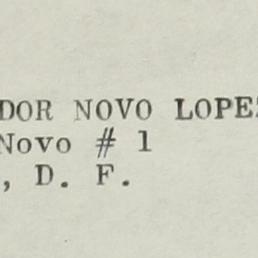 DOR NOVO LOPE
Novo # 1
, D. F.